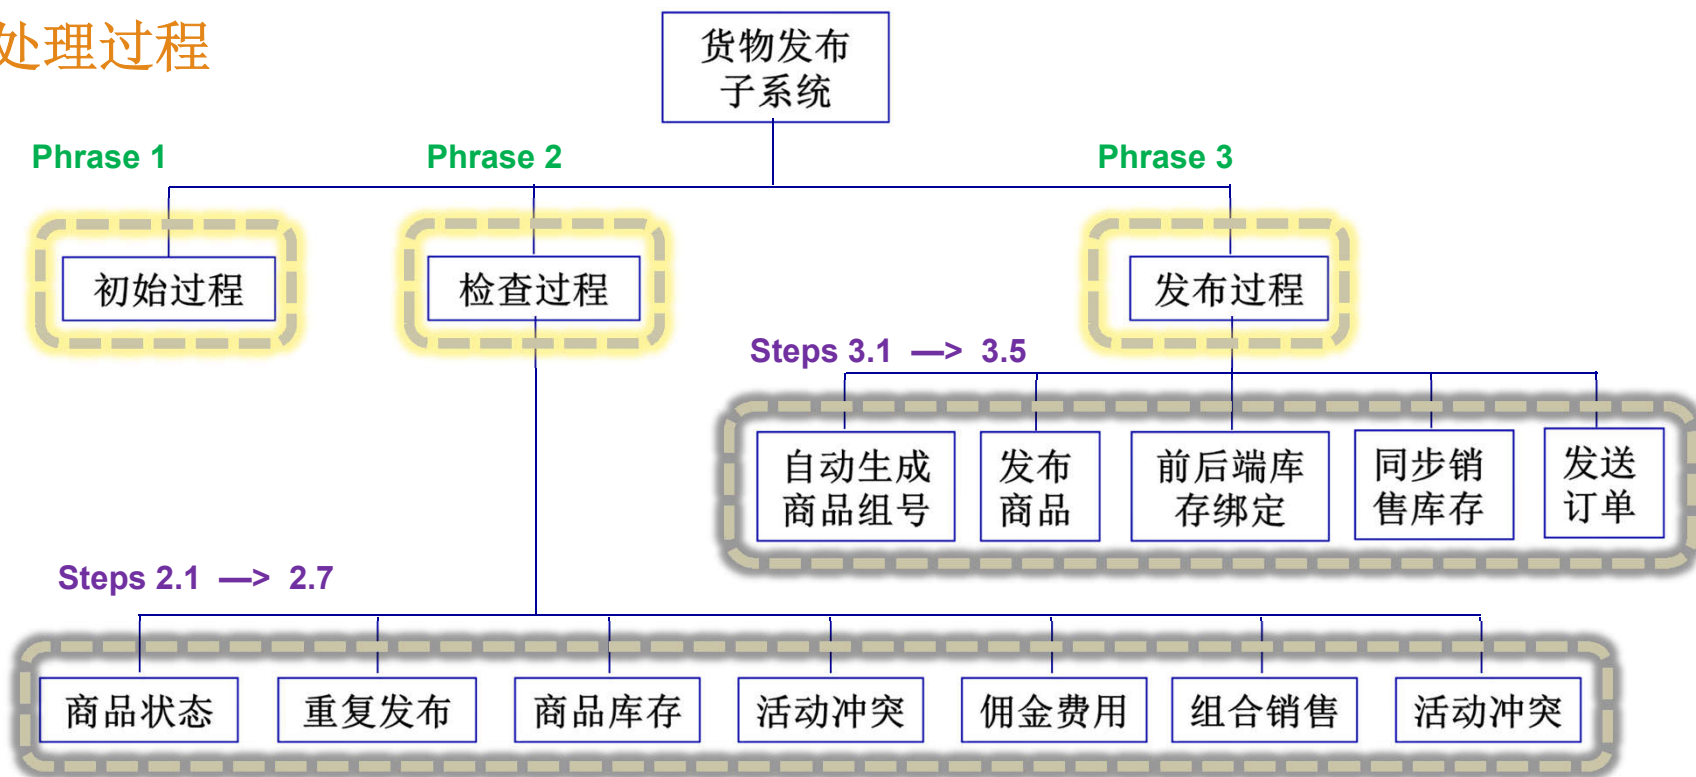 处理过程
货物发布
子系统
Phrase 1
Phrase 2
Phrase 3
初始过程
检查过程
发布过程
Steps 3.1 —> 3.5
自动生成
商品组号
发布
商品
前后端库
存绑定
同步销
售库存
发送
订单
Steps 2.1 —> 2.7
商品状态
重复发布
商品库存
活动冲突
佣金费用
组合销售
活动冲突